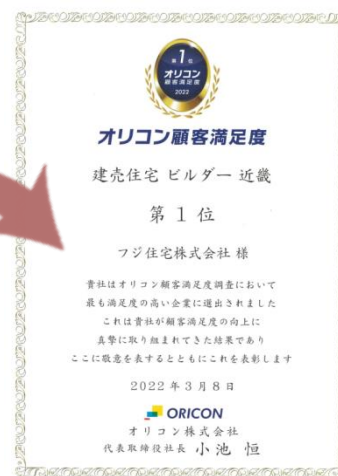 第1位
オリコン
顧客満足度
2022
オリコン顧客満足度
建売住宅 ビルダー 近畿
第 1 位
フジ住宅株式会社 様
貴社はオリコン顧客満足度調査において
最も満足度の高い企業に選出されました
これは貴社が顧客満足度の向上に
真摯に取り組まれてきた結果であり
ここに敬意を表するとともにこれを表彰します
2022 年 3 月 8 日
ORICON
オリコン株式会社
代表取締役社長 小池 恒